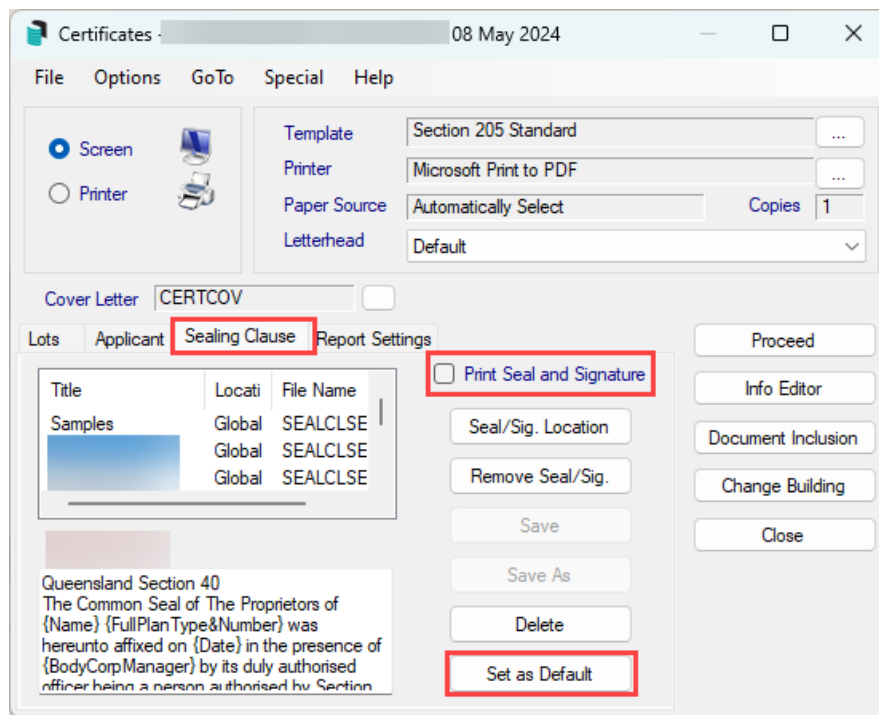 Certificates - 08 May 2024
File Options GoTo Special Help
Screen
Printer
Template Section 205 Standard ...
Printer Microsoft Print to PDF ...
Paper Source Automatically Select Copies 1
Letterhead Default
Cover Letter CERTCOV
Lots Applicant Sealing Clause Report Settings
Title Locati File Name
Samples Global SEALCLSE
Global SEALCLSE
Global SEALCLSE
Queensland Section 40
The Common Seal of The Proprietors of
{Name} {FullPlanType&Number} was
hereunto affixed on {Date} in the presence of
{BodyCorpManager} by its duly authorised
officer being a person authorised by Section
Print Seal and Signature
Seal/Sig. Location
Remove Seal/Sig.
Save
Save As
Delete
Set as Default
Proceed
Info Editor
Document Inclusion
Change Building
Close